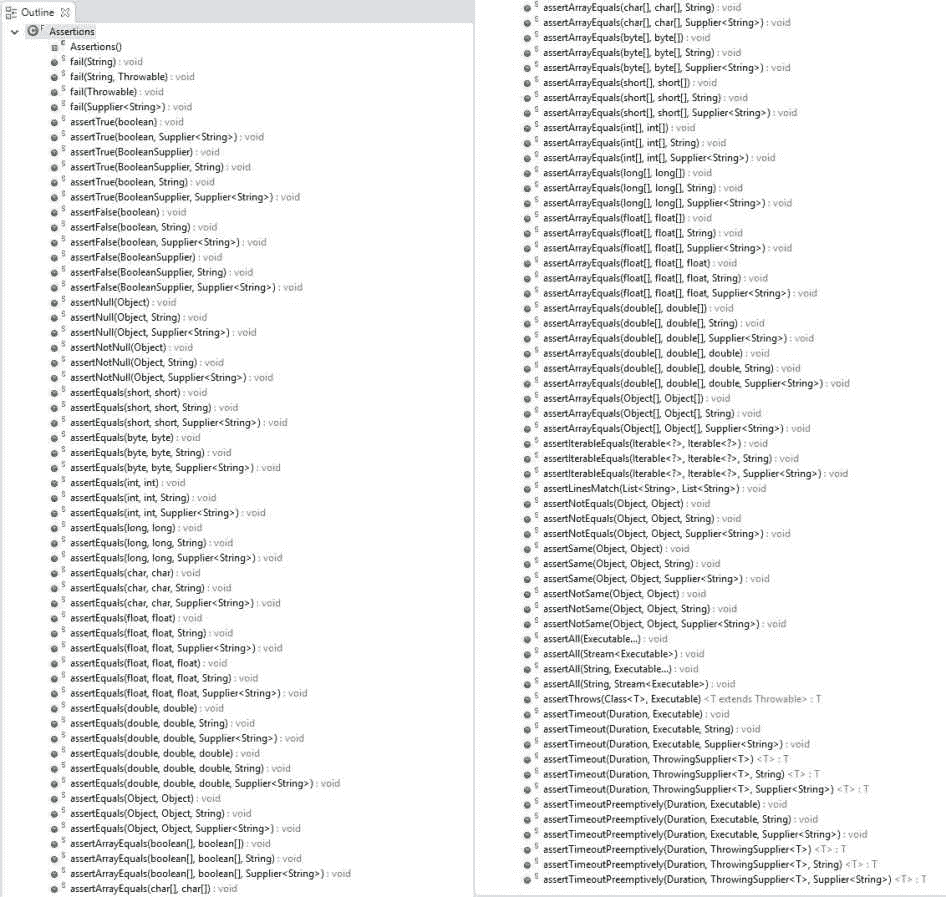 Outline
Assertions
Assertions()
fail(String) : void
fail(String, Throwable) : void
fail(Throwable) : void
fail(Supplier<String>) : void
assertTrue(boolean) : void
assertTrue(boolean, Supplier<String>) : void
assertTrue(BooleanSupplier) : void
assertTrue(BooleanSupplier, String) : void
assertTrue(boolean, String) : void
assertTrue(BooleanSupplier, Supplier<String>) : void
assertFalse(boolean) : void
assertFalse(boolean, String) : void
assertFalse(boolean, Supplier<String>) : void
assertFalse(BooleanSupplier) : void
assertFalse(BooleanSupplier, String) : void
assertFalse(BooleanSupplier, Supplier<String>) : void
assertNull(Object) : void
assertNull(Object, String) : void
assertNull(Object, Supplier<String>) : void
assertNotNull(Object) : void
assertNotNull(Object, String) : void
assertNotNull(Object, Supplier<String>) : void
assertEquals(short, short) : void
assertEquals(short, short, String) : void
assertEquals(short, short, Supplier<String>) : void
assertEquals(byte, byte) : void
assertEquals(byte, byte, String) : void
assertEquals(byte, byte, Supplier<String>) : void
assertEquals(int, int) : void
assertEquals(int, int, String) : void
assertEquals(int, int, Supplier<String>) : void
assertEquals(long, long) : void
assertEquals(long, long, String) : void
assertEquals(long, long, Supplier<String>) : void
assertEquals(char, char) : void
assertEquals(char, char, String) : void
assertEquals(char, char, Supplier<String>) : void
assertEquals(float, float) : void
assertEquals(float, float, String) : void
assertEquals(float, float, Supplier<String>) : void
assertEquals(float, float, float) : void
assertEquals(float, float, float, String) : void
assertEquals(float, float, float, Supplier<String>) : void
assertEquals(double, double) : void
assertEquals(double, double, String) : void
assertEquals(double, double, Supplier<String>) : void
assertEquals(double, double, double) : void
assertEquals(double, double, double, String) : void
assertEquals(double, double, double, Supplier<String>) : void
assertEquals(Object, Object) : void
assertEquals(Object, Object, String) : void
assertEquals(Object, Object, Supplier<String>) : void
assertArrayEquals(boolean[], boolean[]) : void
assertArrayEquals(boolean[], boolean[], String) : void
assertArrayEquals(boolean[], boolean[], Supplier<String>) : void
assertArrayEquals(char[], char[]) : void
assertArrayEquals(char[], char[], String) : void
assertArrayEquals(char[], char[], Supplier<String>) : void
assertArrayEquals(byte[], byte[]) : void
assertArrayEquals(byte[], byte[], String) : void
assertArrayEquals(byte[], byte[], Supplier<String>) : void
assertArrayEquals(short[], short[]) : void
assertArrayEquals(short[], short[], String) : void
assertArrayEquals(short[], short[], Supplier<String>) : void
assertArrayEquals(int[], int[]) : void
assertArrayEquals(int[], int[], String) : void
assertArrayEquals(int[], int[], Supplier<String>) : void
assertArrayEquals(long[], long[]) : void
assertArrayEquals(long[], long[], String) : void
assertArrayEquals(long[], long[], Supplier<String>) : void
assertArrayEquals(float[], float[]) : void
assertArrayEquals(float[], float[], String) : void
assertArrayEquals(float[], float[], Supplier<String>) : void
assertArrayEquals(float[], float[], float) : void
assertArrayEquals(float[], float[], float, String) : void
assertArrayEquals(float[], float[], float, Supplier<String>) : void
assertArrayEquals(double[], double[]) : void
assertArrayEquals(double[], double[], String) : void
assertArrayEquals(double[], double[], Supplier<String>) : void
assertArrayEquals(double[], double[], double) : void
assertArrayEquals(double[], double[], double, String) : void
assertArrayEquals(double[], double[], double, Supplier<String>) : void
assertArrayEquals(Object[], Object[]) : void
assertArrayEquals(Object[], Object[], String) : void
assertArrayEquals(Object[], Object[], Supplier<String>) : void
assertIterableEquals(Iterable<?>, Iterable<?>) : void
assertIterableEquals(Iterable<?>, Iterable<?>, String) : void
assertIterableEquals(Iterable<?>, Iterable<?>, Supplier<String>) : void
assertLinesMatch(List<String>, List<String>) : void
assertNotEquals(Object, Object) : void
assertNotEquals(Object, Object, String) : void
assertNotEquals(Object, Object, Supplier<String>) : void
assertSame(Object, Object) : void
assertSame(Object, Object, String) : void
assertSame(Object, Object, Supplier<String>) : void
assertNotSame(Object, Object) : void
assertNotSame(Object, Object, String) : void
assertNotSame(Object, Object, Supplier<String>) : void
assertAll(Executable...) : void
assertAll(Stream<Executable>) : void
assertAll(String, Executable...) : void
assertAll(String, Stream<Executable>) : void
assertThrows(Class<T>, Executable) <T extends Throwable> : T
assertTimeout(Duration, Executable) : void
assertTimeout(Duration, Executable, String) : void
assertTimeout(Duration, Executable, Supplier<String>) : void
assertTimeout(Duration, ThrowingSupplier<T>) <T> : T
assertTimeout(Duration, ThrowingSupplier<T>, String) <T> : T
assertTimeout(Duration, ThrowingSupplier<T>, Supplier<String>) <T> : T
assertTimeoutPreemptively(Duration, Executable) : void
assertTimeoutPreemptively(Duration, Executable, String) : void
assertTimeoutPreemptively(Duration, Executable, Supplier<String>) : void
assertTimeoutPreemptively(Duration, ThrowingSupplier<T>) <T> : T
assertTimeoutPreemptively(Duration, ThrowingSupplier<T>, String) <T> : T
assertTimeoutPreemptively(Duration, ThrowingSupplier<T>, Supplier<String>) <T> : T